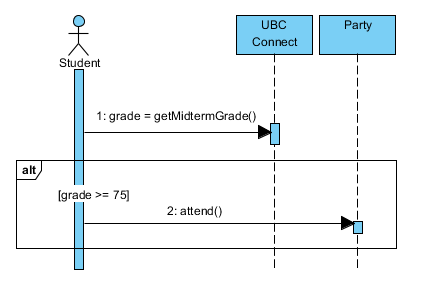 UBC
Connect
Party
Student
1: grade = getMidtermGrade()
alt
[grade >= 75]
2: attend()